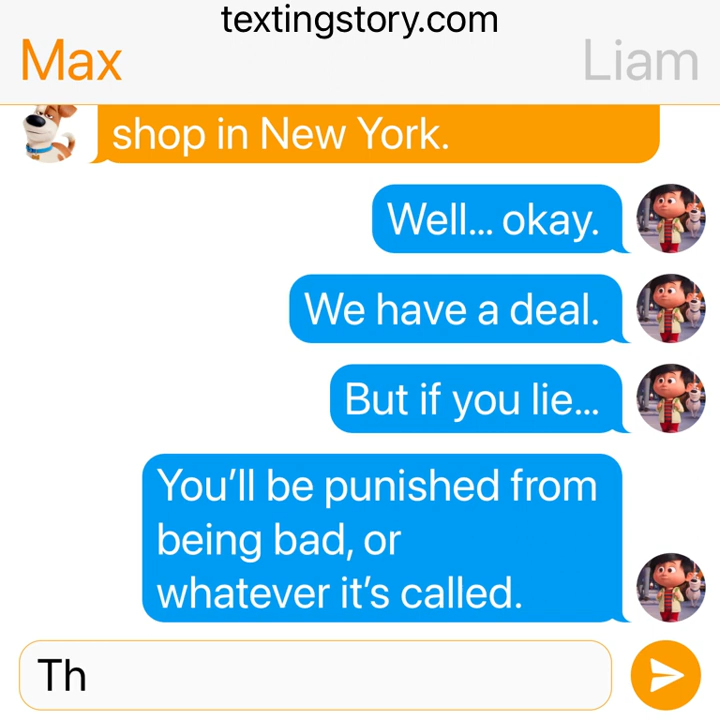 textingstory.com
Max
Liam
shop in New York.
Well... okay.
We have a deal.
But if you lie...
You’ll be punished from
being bad, or
whatever it’s called.
Th